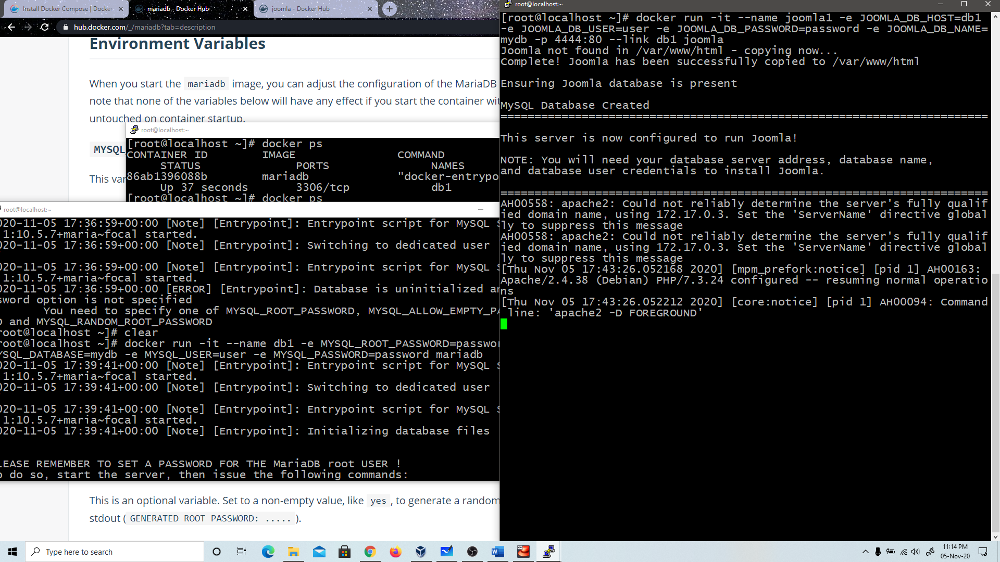 Install Docker Compose | Docker
mariadb - Docker Hub
joomla - Docker Hub
hub.docker.com/_/mariadb?tab=description
Environment Variables
When you start the mariadb image, you can adjust the configuration of the MariaDB
note that none of the variables below will have any effect if you start the container wi
untouched on container startup.
MYSQL
This var
root@localhost:~
[root@localhost ~]# docker ps
CONTAINER ID IMAGE COMMAND
STATUS PORTS NAMES
86ab1396088b mariadb "docker-entrypo
Up 37 seconds 3306/tcp db1
[root@localhost ~]# docker ps
root@localhost:~
020-11-05 17:36:59+00:00 [Note] [Entrypoint]: Entrypoint script for MySQL S
1:10.5.7+maria~focal started.
020-11-05 17:36:59+00:00 [Note] [Entrypoint]: Switching to dedicated user
020-11-05 17:36:59+00:00 [Note] [Entrypoint]: Entrypoint script for MySQL S
1:10.5.7+maria~focal started.
020-11-05 17:36:59+00:00 [ERROR] [Entrypoint]: Database is uninitialized an
sword option is not specified
You need to specify one of MYSQL_ROOT_PASSWORD, MYSQL_ALLOW_EMPTY_PA
D and MYSQL_RANDOM_ROOT_PASSWORD
root@localhost ~]# clear
root@localhost ~]# docker run -it --name db1 -e MYSQL_ROOT_PASSWORD=passwor
YSQL_DATABASE=mydb -e MYSQL_USER=user -e MYSQL_PASSWORD=password mariadb
020-11-05 17:39:41+00:00 [Note] [Entrypoint]: Entrypoint script for MySQL S
1:10.5.7+maria~focal started.
020-11-05 17:39:41+00:00 [Note] [Entrypoint]: Switching to dedicated user
020-11-05 17:39:41+00:00 [Note] [Entrypoint]: Entrypoint script for MySQL S
1:10.5.7+maria~focal started.
020-11-05 17:39:41+00:00 [Note] [Entrypoint]: Initializing database files
LEASE REMEMBER TO SET A PASSWORD FOR THE MariaDB root USER !
o do so, start the server, then issue the following commands:
This is an optional variable. Set to a non-empty value, like yes , to generate a random
stdout ( GENERATED ROOT PASSWORD: ..... ).
root@localhost:~
[root@localhost ~]# docker run -it --name joomla1 -e JOOMLA_DB_HOST=db1
-e JOOMLA_DB_USER=user -e JOOMLA_DB_PASSWORD=password -e JOOMLA_DB_NAME=
mydb -p 4444:80 --link db1 joomla
Joomla not found in /var/www/html - copying now...
Complete! Joomla has been successfully copied to /var/www/html
Ensuring Joomla database is present
MySQL Database Created
========================================================================
This server is now configured to run Joomla!
NOTE: You will need your database server address, database name,
and database user credentials to install Joomla.
========================================================================
AH00558: apache2: Could not reliably determine the server's fully qualif
ied domain name, using 172.17.0.3. Set the 'ServerName' directive global
ly to suppress this message
AH00558: apache2: Could not reliably determine the server's fully qualif
ied domain name, using 172.17.0.3. Set the 'ServerName' directive global
ly to suppress this message
[Thu Nov 05 17:43:26.052168 2020] [mpm_prefork:notice] [pid 1] AH00163:
Apache/2.4.38 (Debian) PHP/7.3.24 configured -- resuming normal operatio
ns
[Thu Nov 05 17:43:26.052212 2020] [core:notice] [pid 1] AH00094: Command
line: 'apache2 -D FOREGROUND'
Type here to search
11:14 PM
05-Nov-20